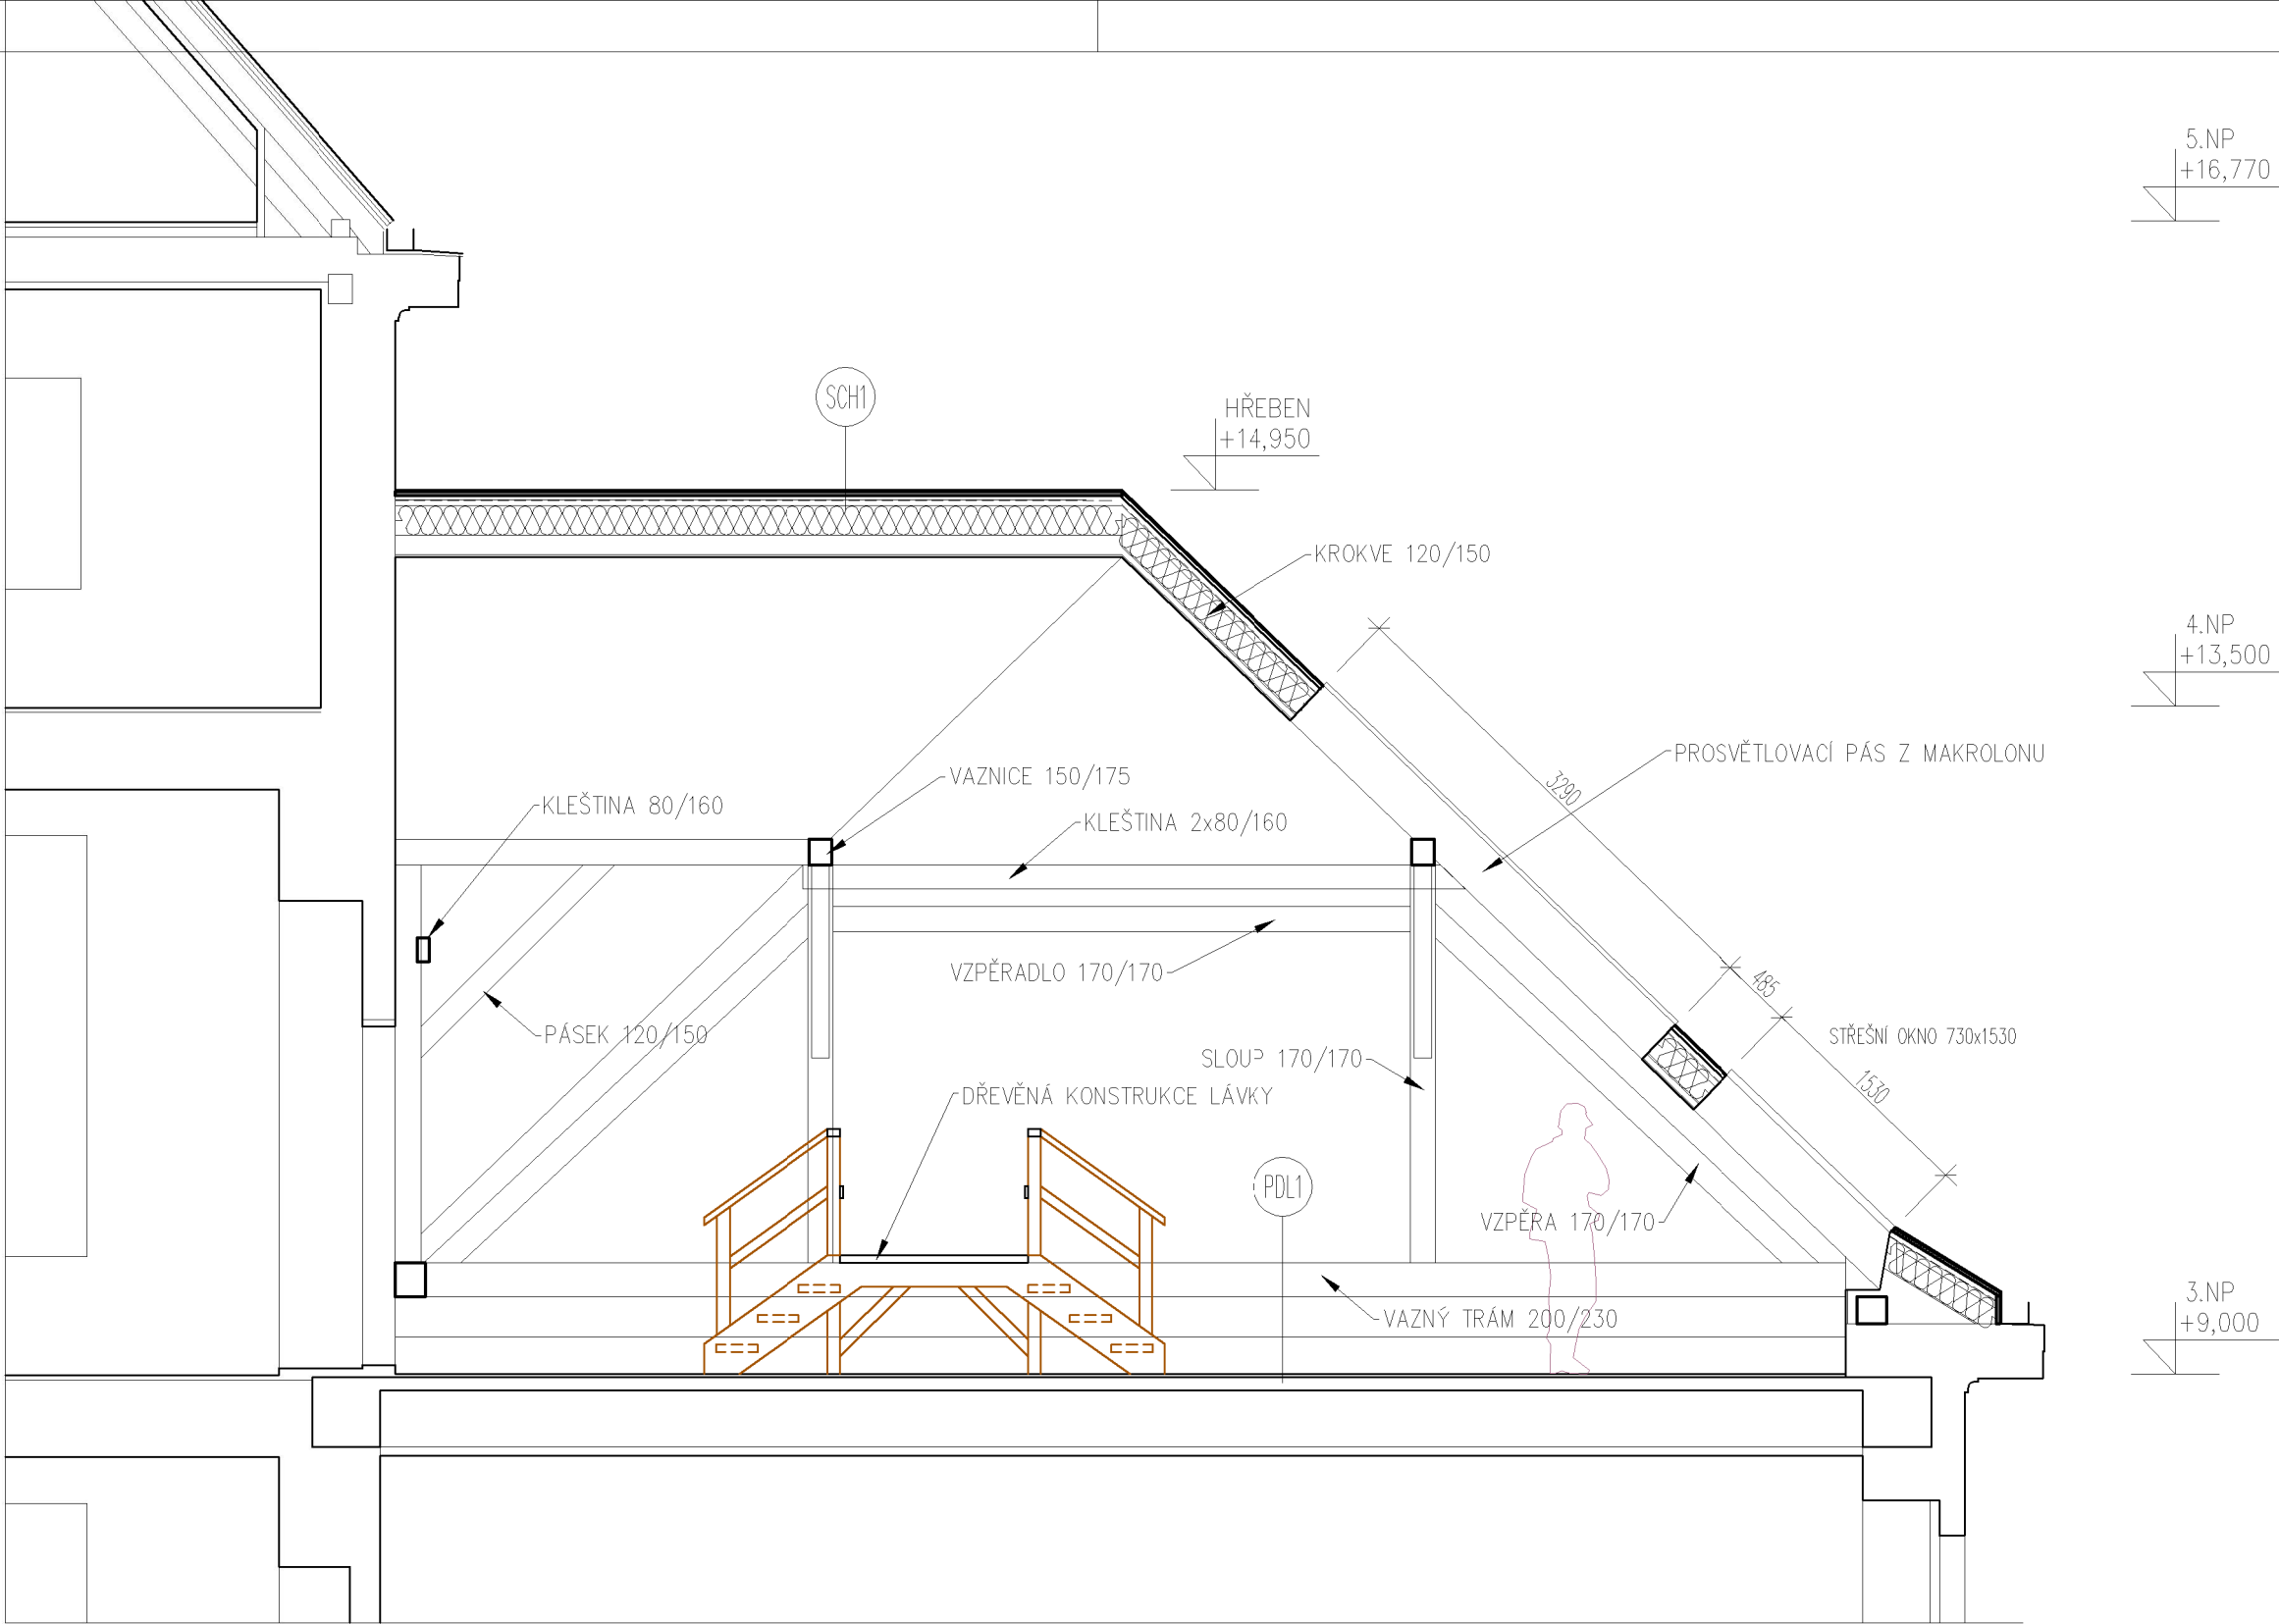 5.NP
+16,770
SCH1
HŘEBEN
+14,950
KROKVE 120/150
4.NP
+13,500
PROSVĚTLOVACÍ PÁS Z MAKROLONU
VAZNICE 150/175
3290
KLEŠTINA 80/160
KLEŠTINA 2x80/160
VZPĚRADLO 170/170
485
PÁSEK 120/150
STŘEŠNÍ OKNO 730x1530
SLOUP 170/170
1530
DŘEVĚNÁ KONSTRUKCE LÁVKY
PDL1
VZPĚRA 170/170
3.NP
+9,000
VAZNÝ TRÁM 200/230